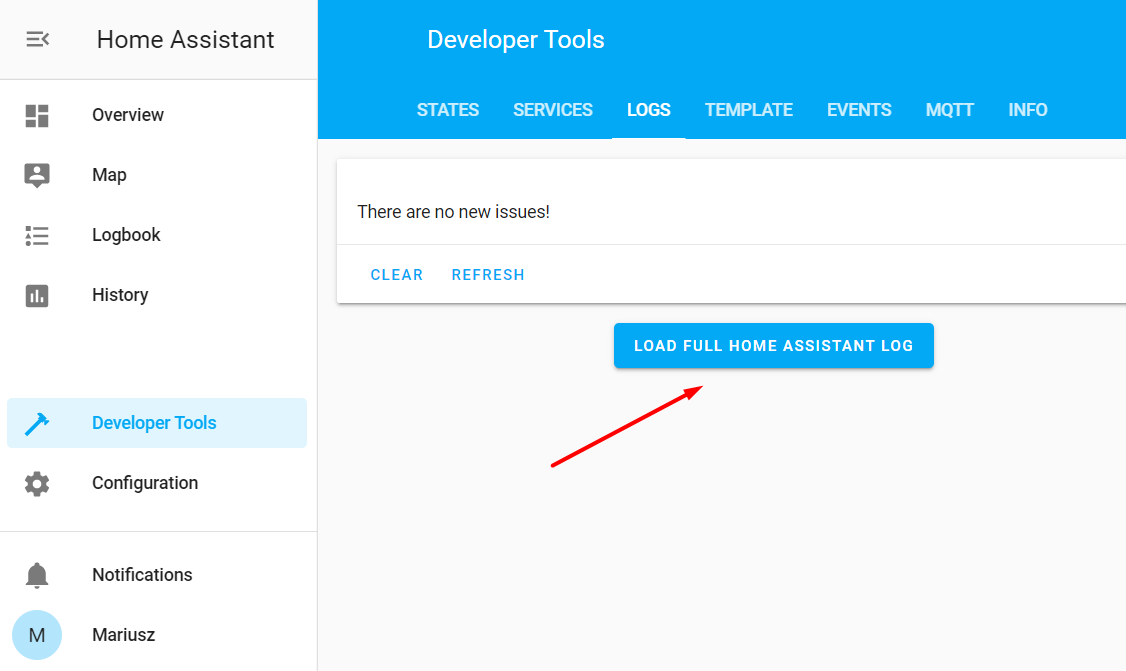 Home Assistant
Overview
Map
Logbook
History
Developer Tools
Configuration
Notifications
M Mariusz
Developer Tools
STATES SERVICES LOGS TEMPLATE EVENTS MQTT INFO
There are no new issues!
CLEAR REFRESH
LOAD FULL HOME ASSISTANT LOG